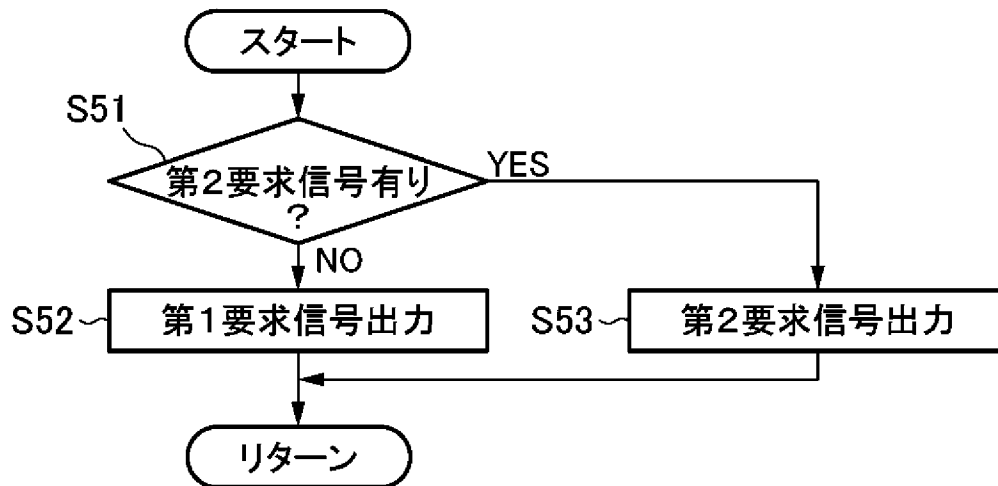 スタート
S51
第2要求信号有り
?
YES
NO
S52
第1要求信号出力
S53
第2要求信号出力
リターン